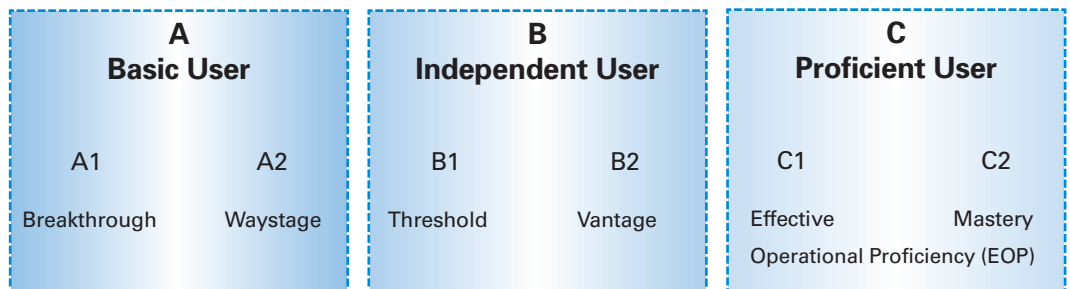 A
Basic User
A1 A2
Breakthrough Waystage
B
Independent User
B1 B2
Threshold Vantage
C
Proficient User
C1 C2
Effective Mastery
Operational Proficiency (EOP)